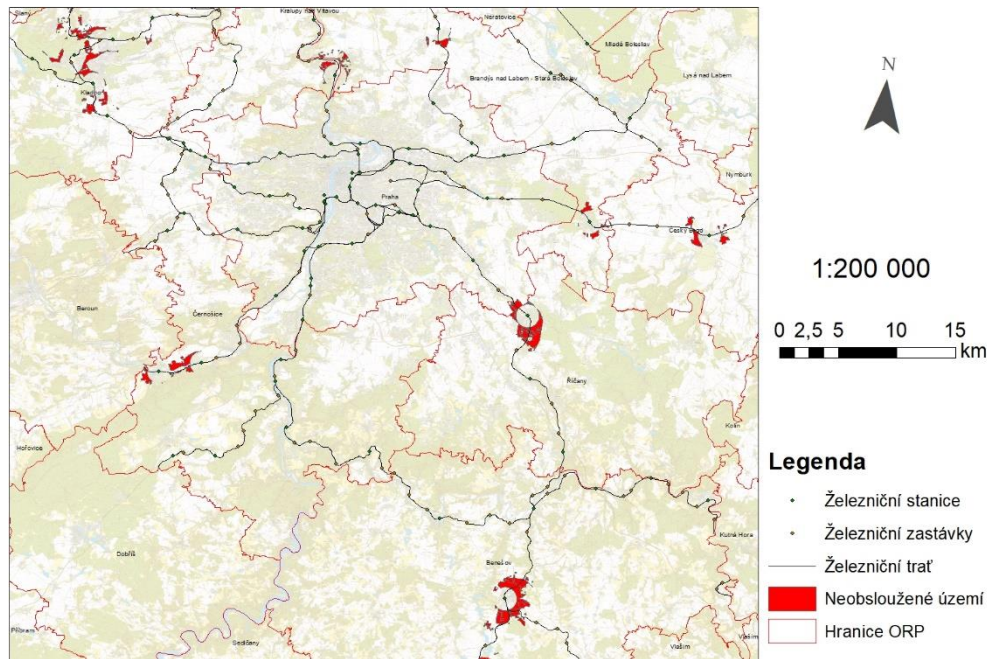 Slaný
Kralupy nad Vltavou
Neratovice
Mladá Boleslav
Brandýs nad Labem - Stará Boleslav
Lysá nad Labem
Kladno
Nymburk
Praha
Český Brod
Beroun
Černošice
Říčany
Kolín
Hořovice
Kutná Hora
Dobříš
Benešov
Příbram
Sedlčany
Vlašim
Vlašim
N
1:200 000
0 2,5 5 10 15
km
Legenda
Železniční stanice
Železniční zastávky
Železniční trať
Neobsloužené území
Hranice ORP